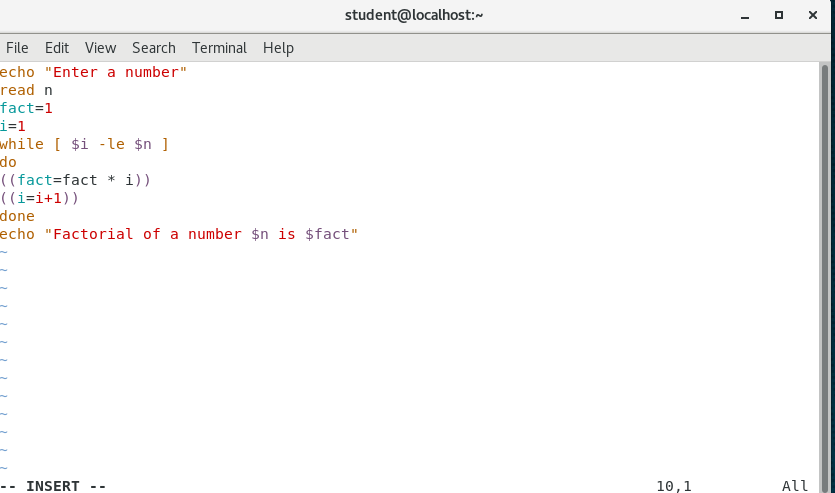 student@localhost:~
File Edit View Search Terminal Help
echo "Enter a number"
read n
fact=1
i=1
while [ $i -le $n ]
do
((fact=fact * i))
((i=i+1))
done
echo "Factorial of a number $n is $fact"
~
~
~
~
~
~
~
~
~
~
~
~
~
-- INSERT -- 10,1 All